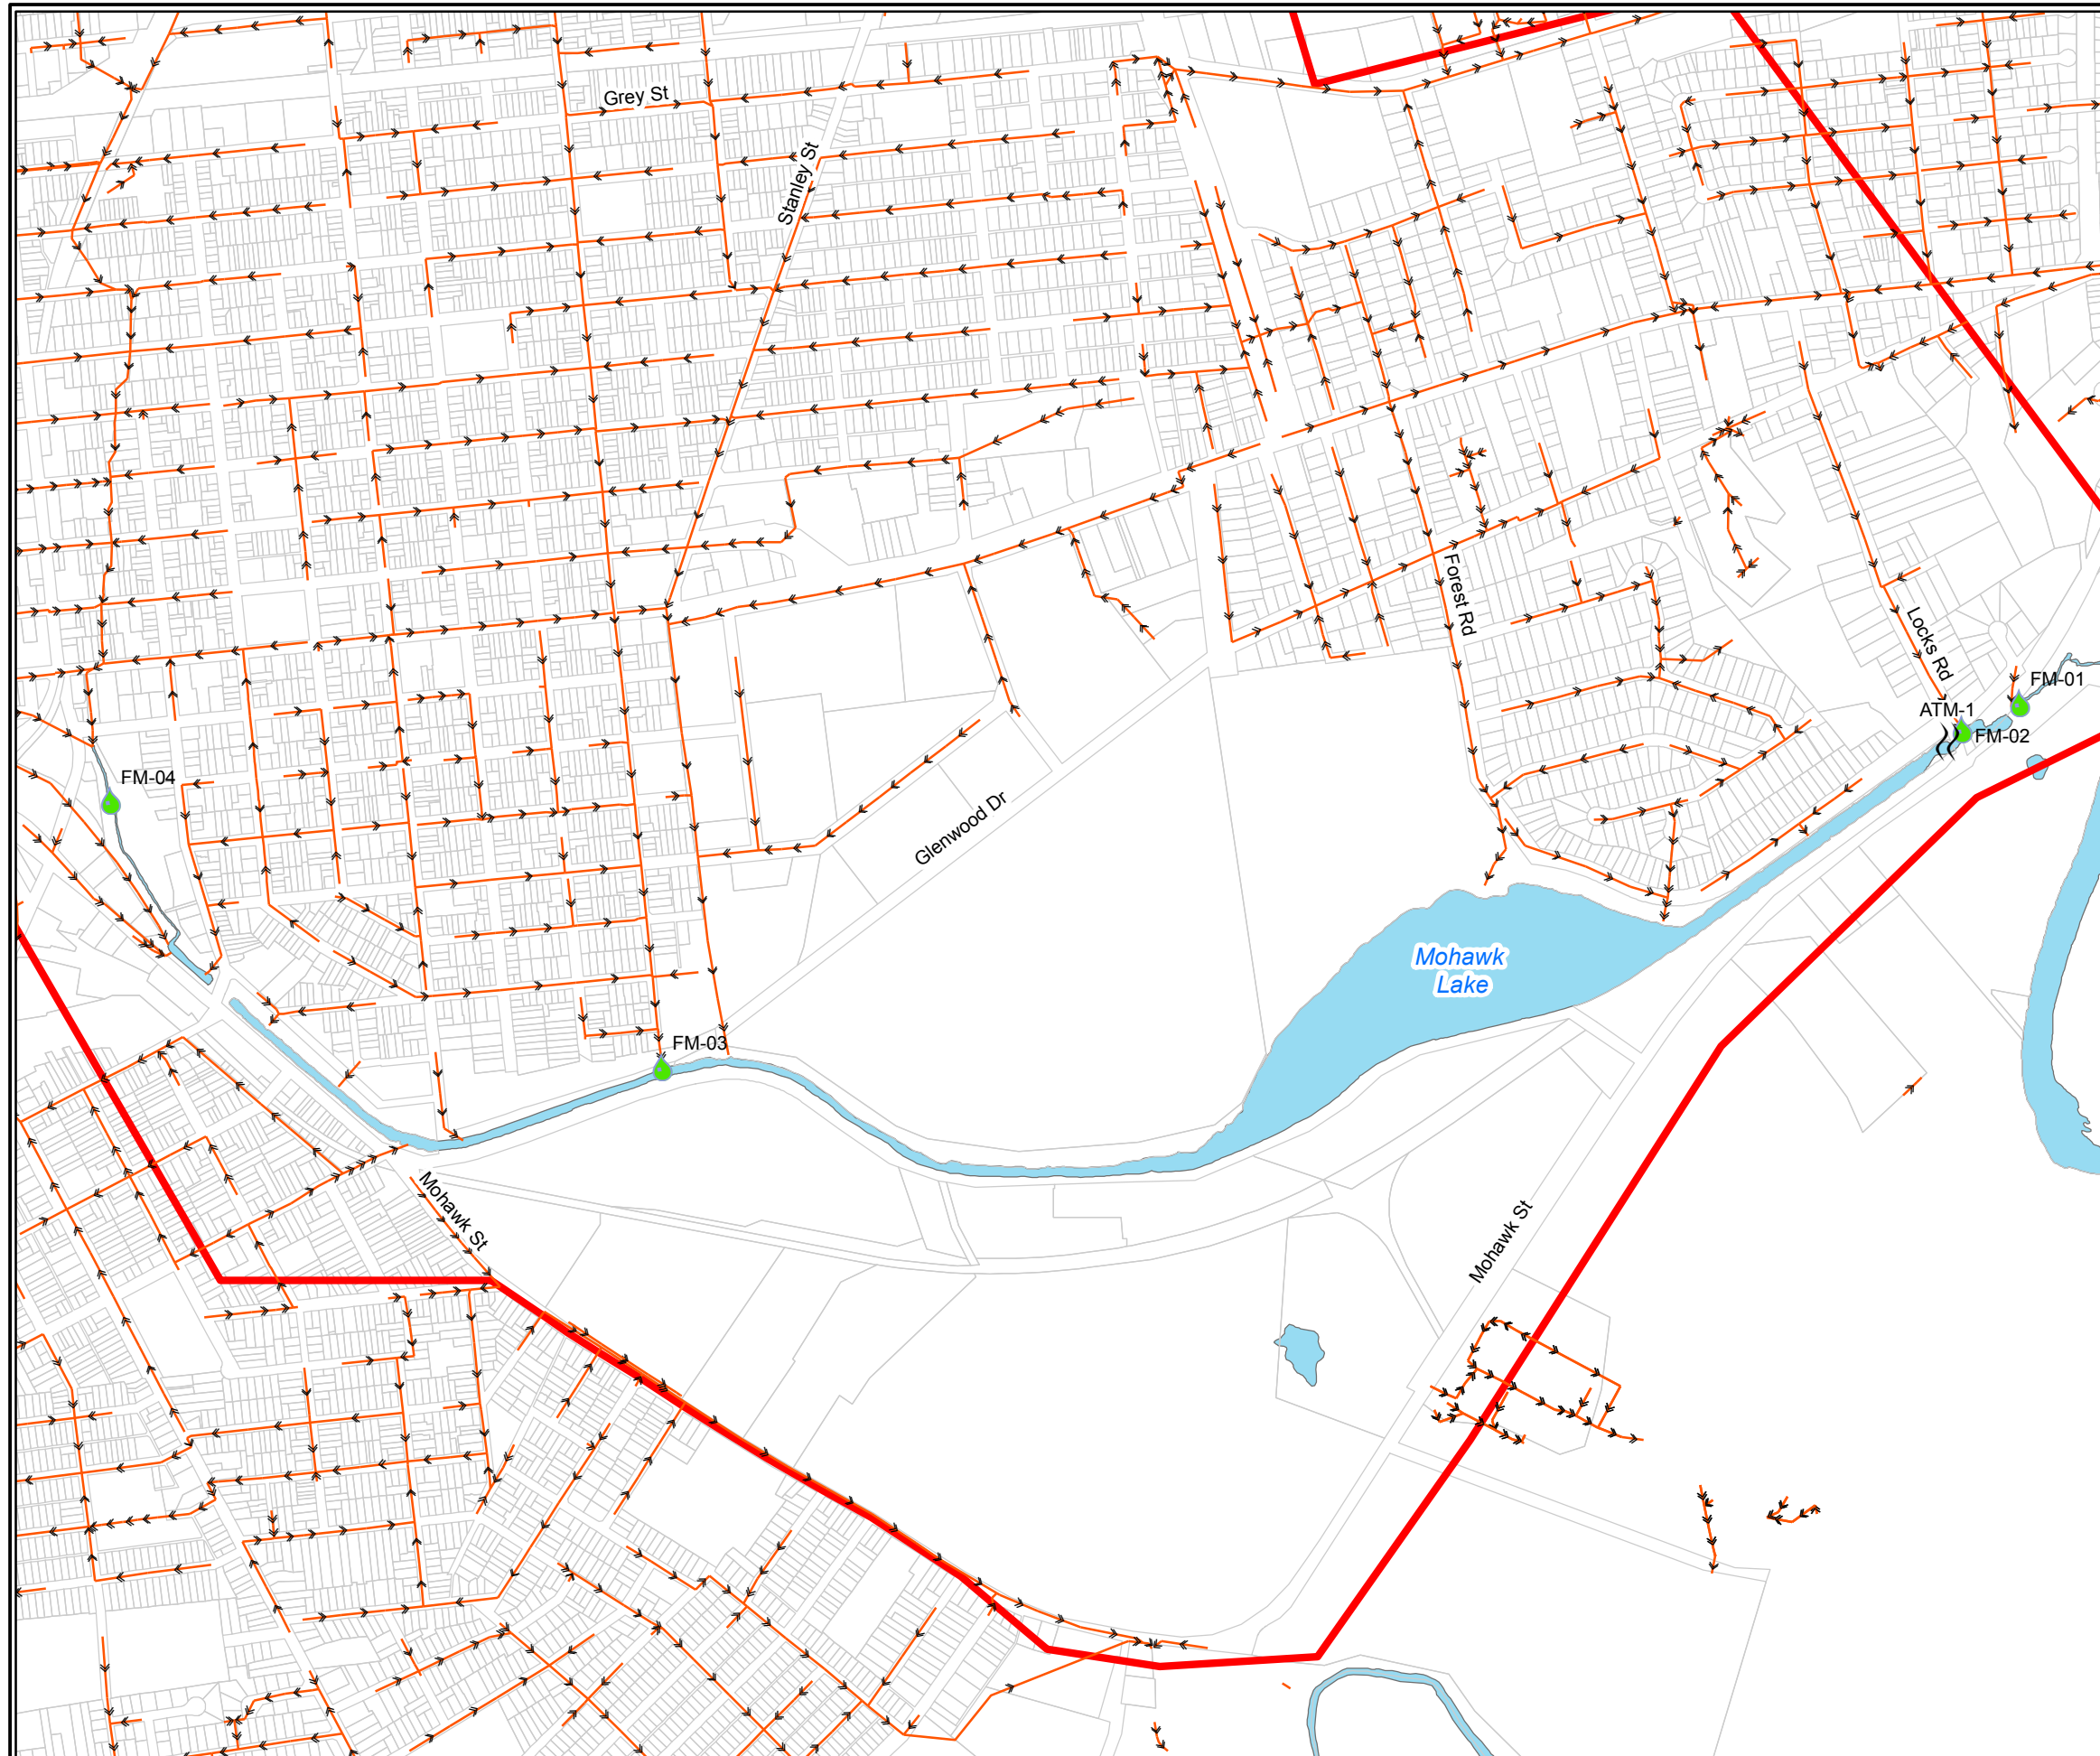 Grey St
Stanley St
Forest Rd
Locks Rd
FM-01
ATM-1
FM-02
FM-04
Glenwood Dr
Mohawk
Lake
FM-03
Mohawk St
Mohawk St